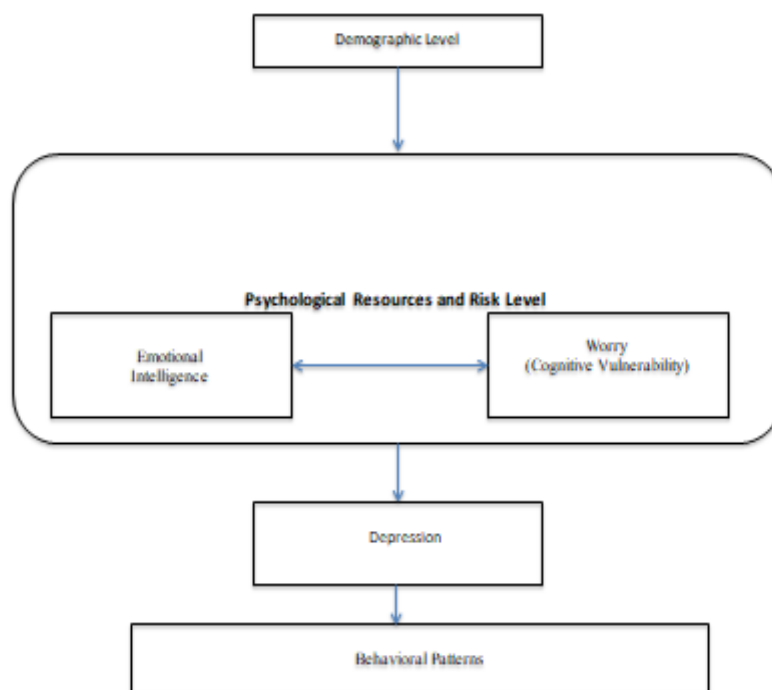 Demographic Level
Psychological Resources and Risk Level
Emotional
Intelligence
Worry
(Cognitive Vulnerability)
Depression
Behavioral Patterns